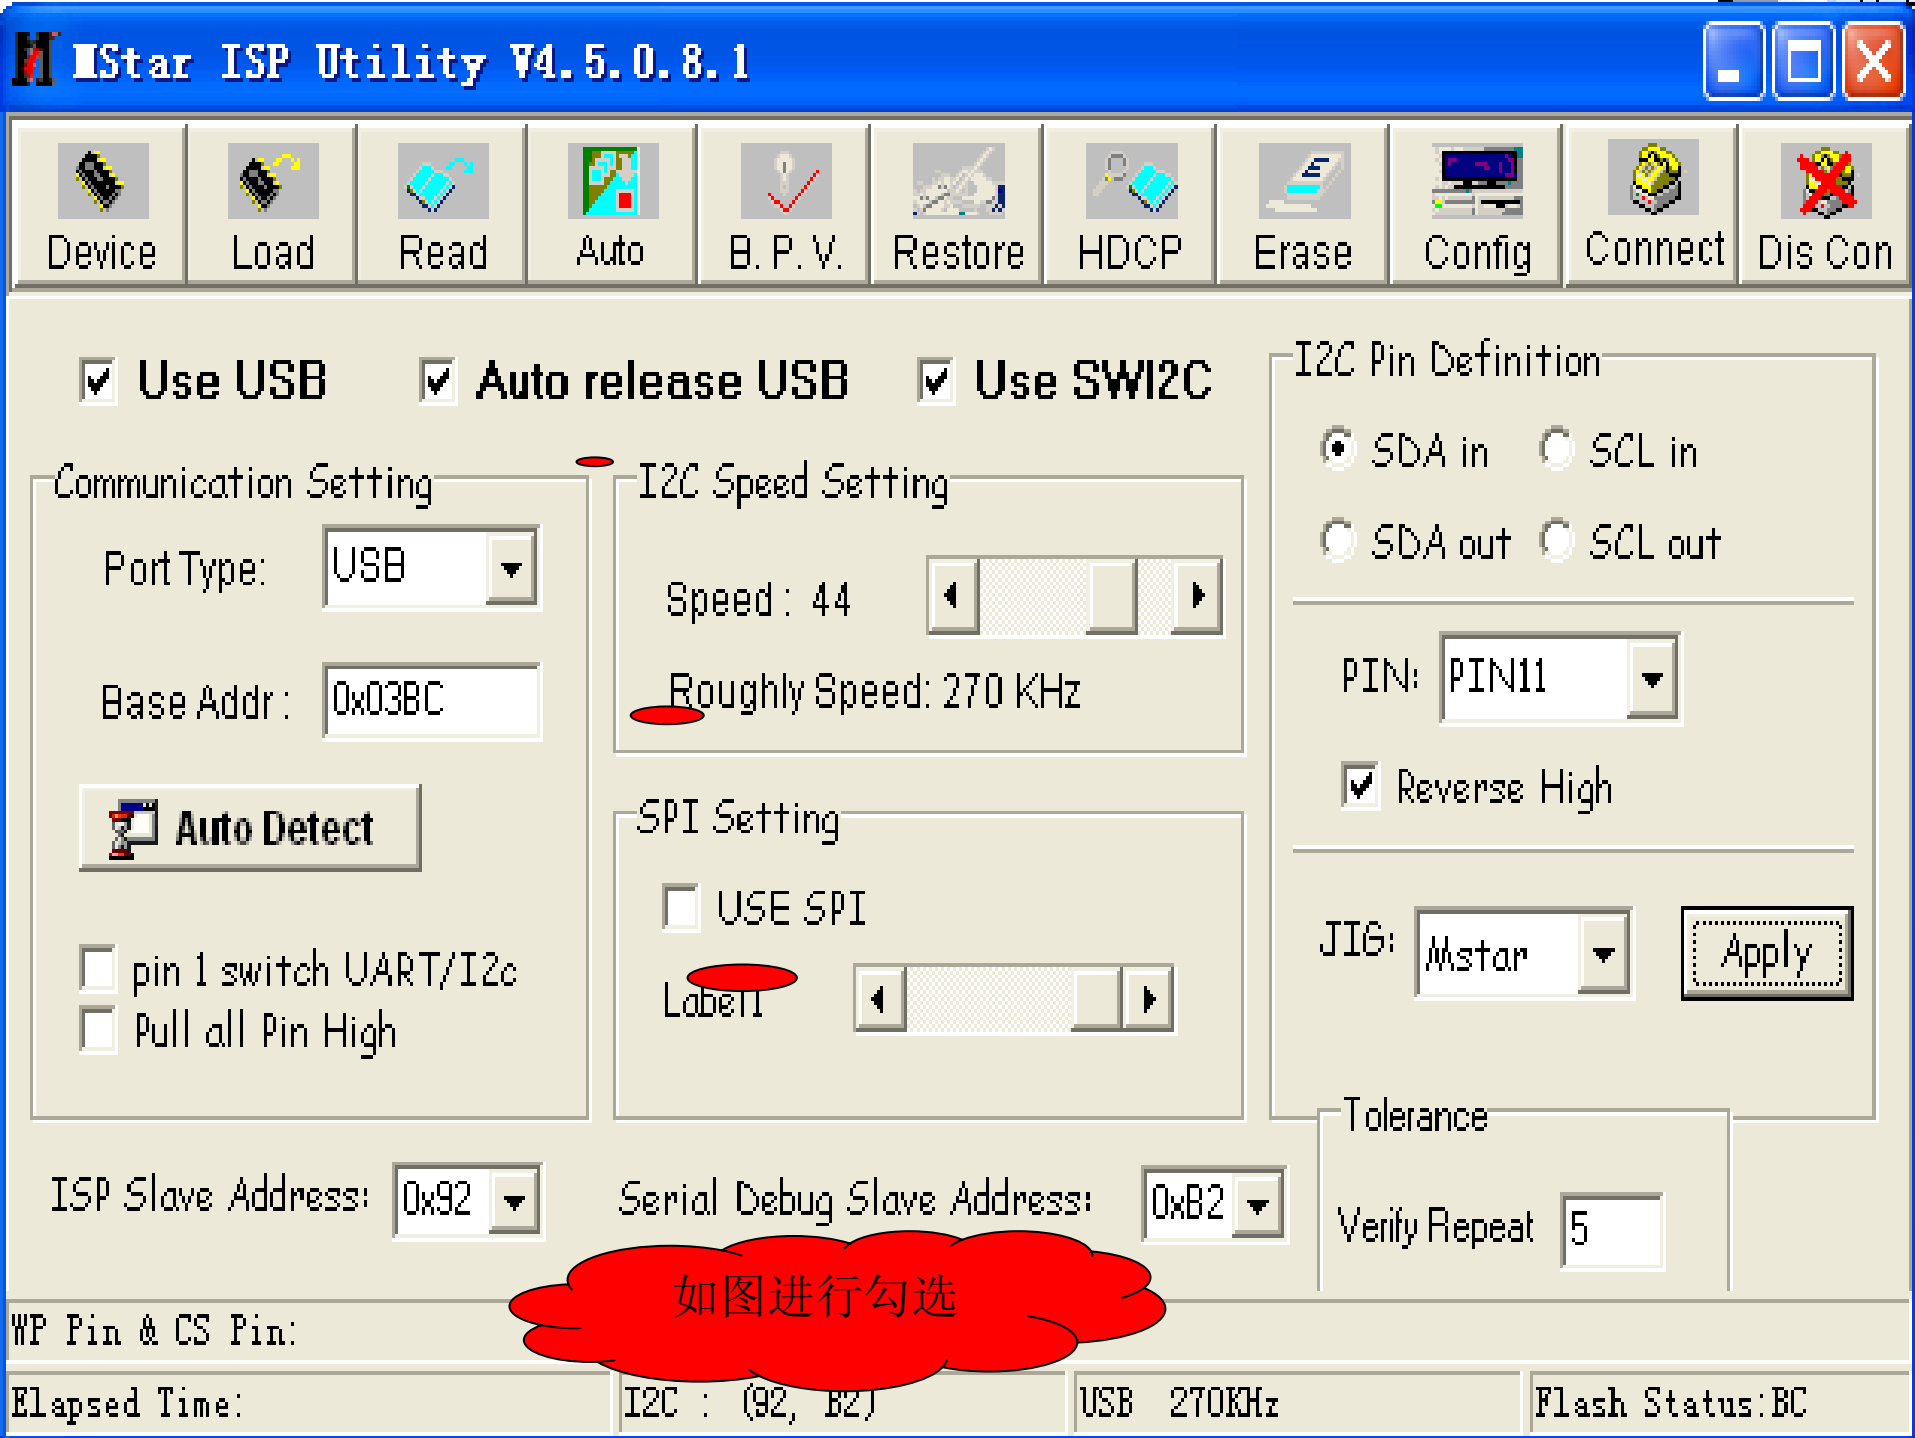 MStar ISP Utility V4.5.0.8.1
Device Load Read Auto B.P.V. Restore HDCP Erase Config Connect Dis Con
Use USB Auto release USB Use SWI2C
Communication Setting
Port Type: USB
Base Addr: 0x03BC
Auto Detect
pin 1 switch UART/I2c
Pull all Pin High
I2C Speed Setting
Speed: 44
Roughly Speed: 270 KHz
SPI Setting
USE SPI
Label1
I2C Pin Definition
SDA in SCL in
SDA out SCL out
PIN: PIN11
Reverse High
JIG: Mstar Apply
ISP Slave Address: 0x92
Serial Debug Slave Address: 0xB2
Tolerance
Verify Repeat 5
如图进行勾选
WP Pin & CS Pin:
Elapsed Time: I2C : (92, B2) USB 270KHz Flash Status:BC